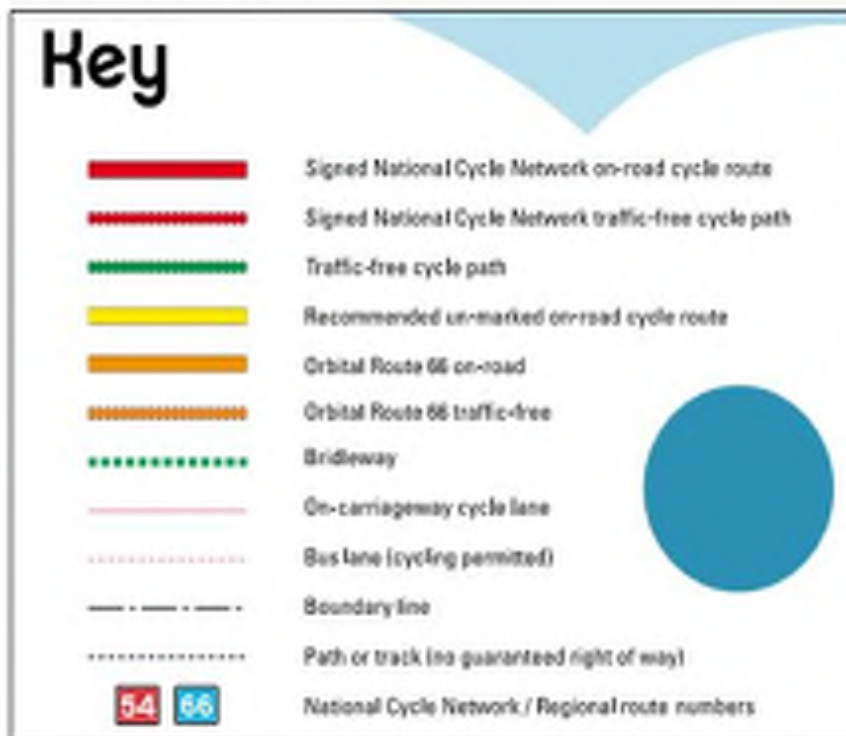 Key
Signed National Cycle Network on-road cycle route
Signed National Cycle Network traffic-free cycle path
Traffic-free cycle path
Recommended un-marked on-road cycle route
Orbital Route 66 on-road
Orbital Route 66 traffic-free
Bridleway
On-carriageway cycle lane
Bus lane (cycling permitted)
Boundary line
Path or track (no guaranteed right of way)
54 66 National Cycle Network / Regional route numbers